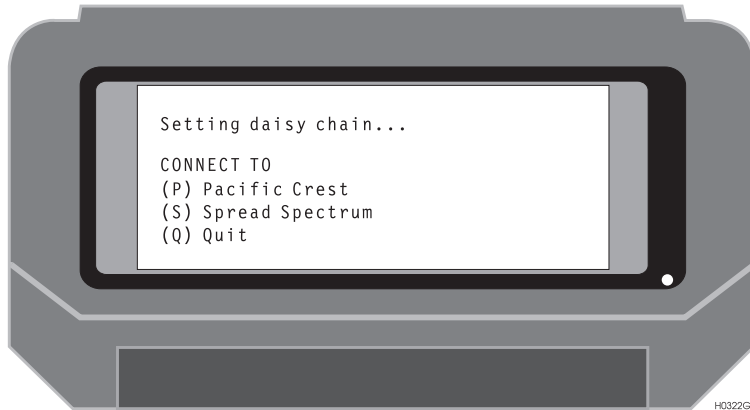 Setting daisy chain...
CONNECT TO
(P) Pacific Crest
(S) Spread Spectrum
(Q) Quit
H0322G